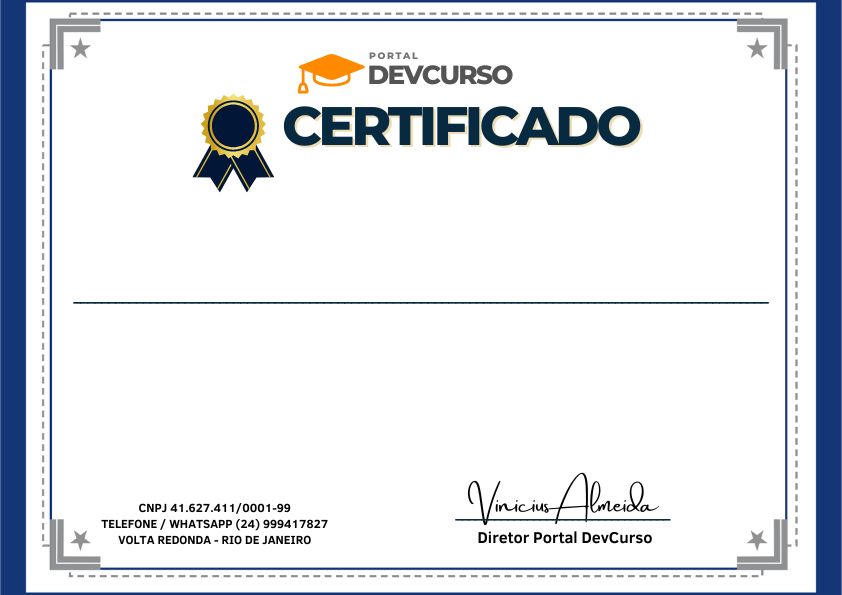 PORTAL
DEVCURSO
CERTIFICADO
CNPJ 41.627.411/0001-99
TELEFONE / WHATSAPP (24) 999417827
VOLTA REDONDA - RIO DE JANEIRO
Vinicius Almeida
Diretor Portal DevCurso